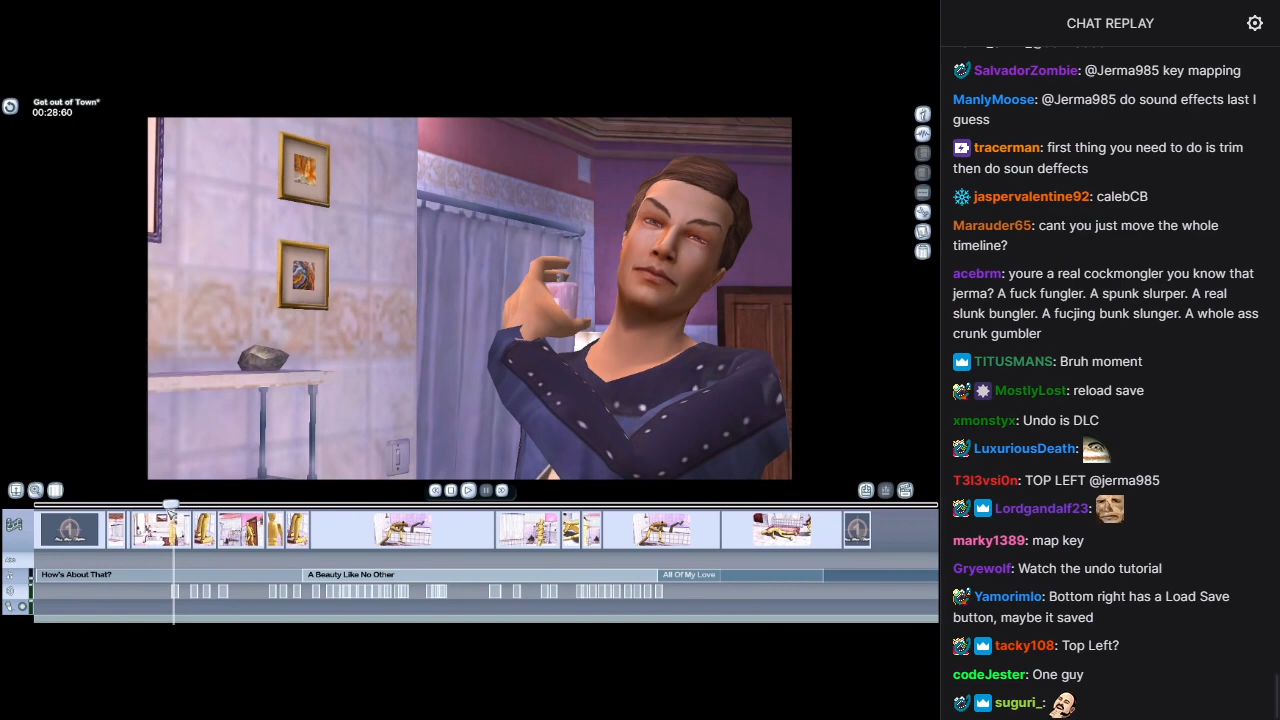 CHAT REPLAY
SalvadorZombie: @Jerma985 key mapping
ManlyMoose: @Jerma985 do sound effects last I
guess
tracerman: first thing you need to do is trim
then do soun deffects
jaspervalentine92: calebCB
Marauder65: cant you just move the whole
timeline?
acebrm: youre a real cockmongler you know that
jerma? A fuck fungler. A spunk slurper. A real
slunk bungler. A fucjing bunk slunger. A whole ass
crunk gumbler
TITUSMANS: Bruh moment
MostlyLost: reload save
xmonstyx: Undo is DLC
LuxuriousDeath:
T3l3vsi0n: TOP LEFT @jerma985
Lordgandalf23:
marky1389: map key
Gryewolf: Watch the undo tutorial
Yamorimlo: Bottom right has a Load Save
button, maybe it saved
tacky108: Top Left?
codeJester: One guy
suguri_:
Get out of Town*
00:28:60
How's About That?
A Beauty Like No Other
All Of My Love